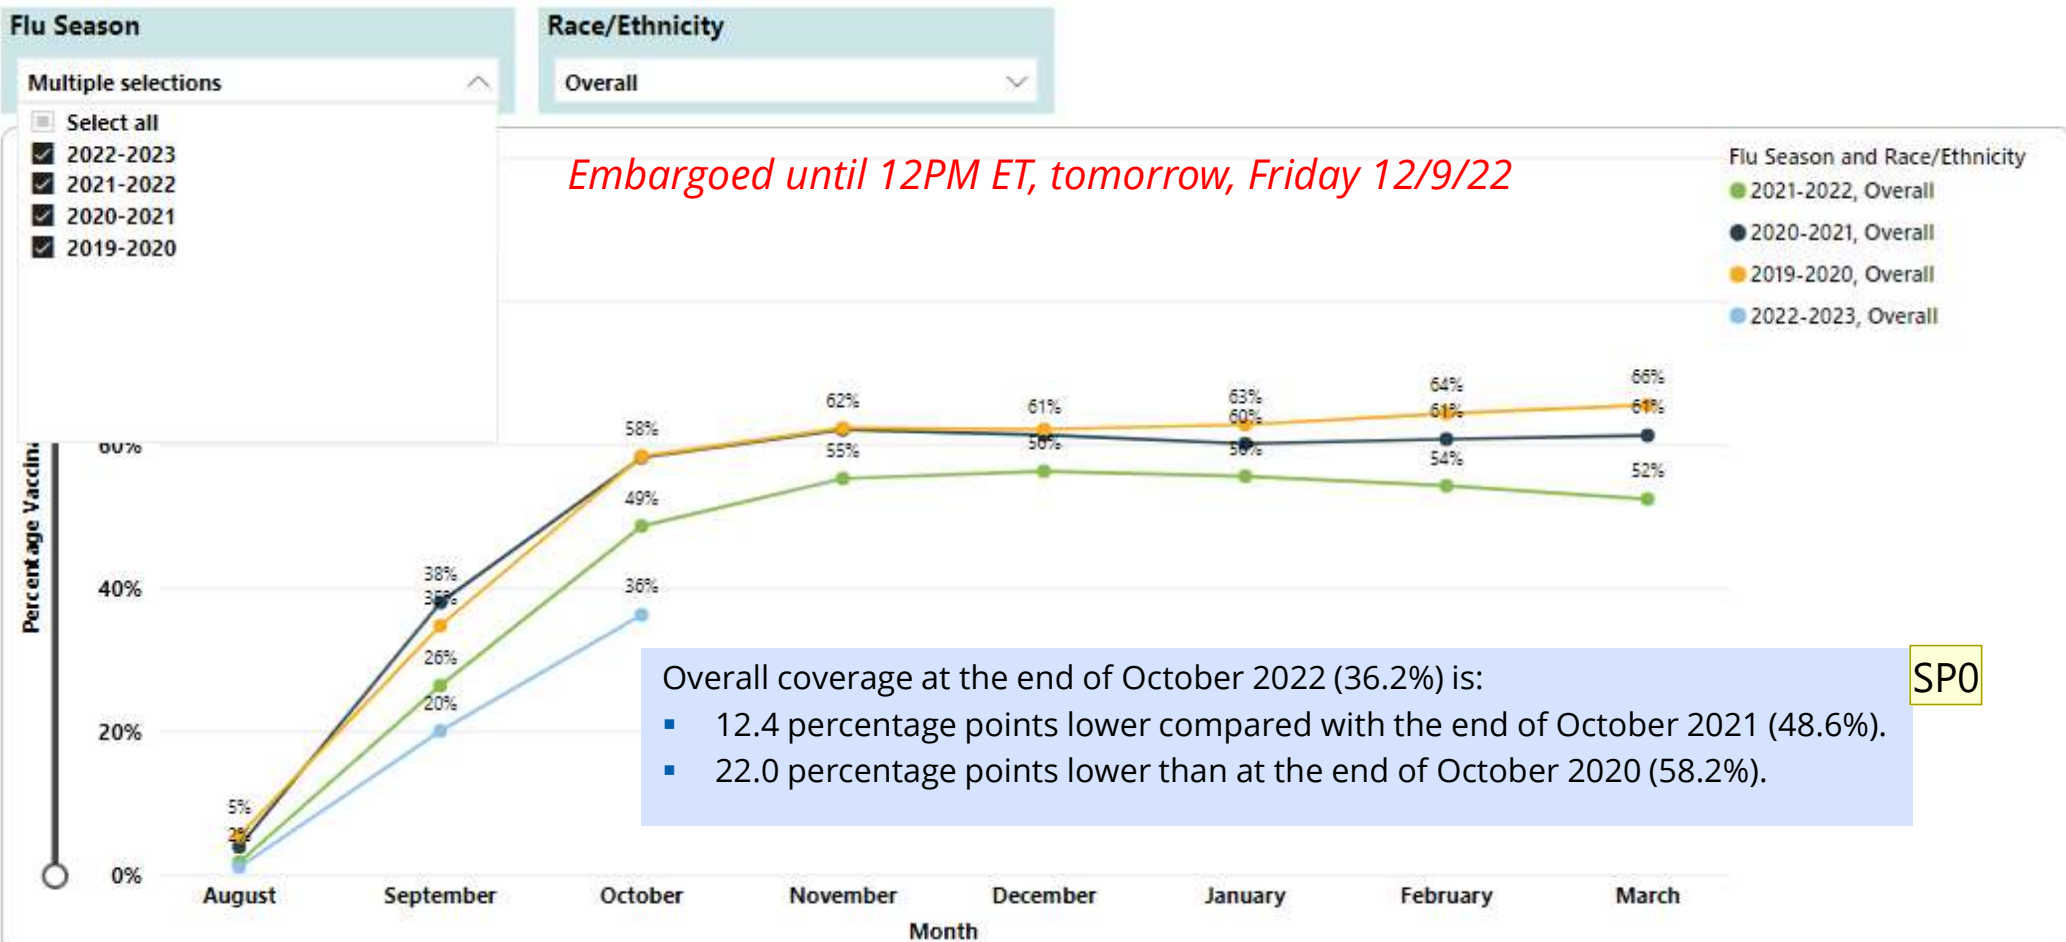 Flu Season
Race/Ethnicity
Multiple selections
Overall
Select all
2022-2023
2021-2022
2020-2021
2019-2020
Embargoed until 12PM ET, tomorrow, Friday 12/9/22
Flu Season and Race/Ethnicity
2021-2022, Overall
2020-2021, Overall
2019-2020, Overall
2022-2023, Overall
66%
64%
63%
62%
61%
61%
61%
60%
58%
60%
56%
56%
55%
54%
52%
49%
Percentage Vaccina
38%
35%
40%
36%
26%
20%
20%
Overall coverage at the end of October 2022 (36.2%) is:
SP0
▪ 12.4 percentage points lower compared with the end of October 2021 (48.6%).
▪ 22.0 percentage points lower than at the end of October 2020 (58.2%).
5%
2%
0%
August September October November December January February March
Month